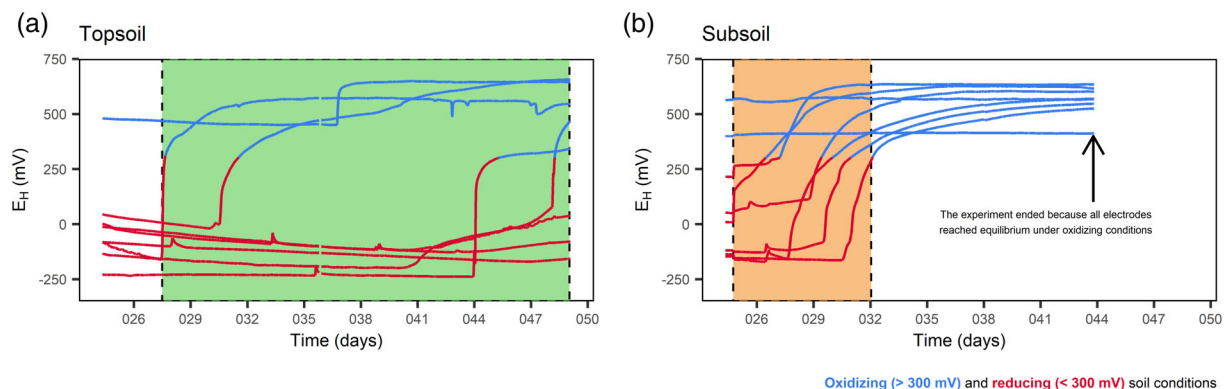 (a)
Topsoil
750
500
250
0
-250
E_H (mV)
026 029 032 035 038 041 044 047 050
Time (days)
(b)
Subsoil
750
500
250
0
-250
E_H (mV)
026 029 032 035 038 041 044 047 050
Time (days)
The experiment ended because all electrodes
reached equilibrium under oxidizing conditions
Oxidizing (> 300 mV) and reducing (< 300 mV) soil conditions